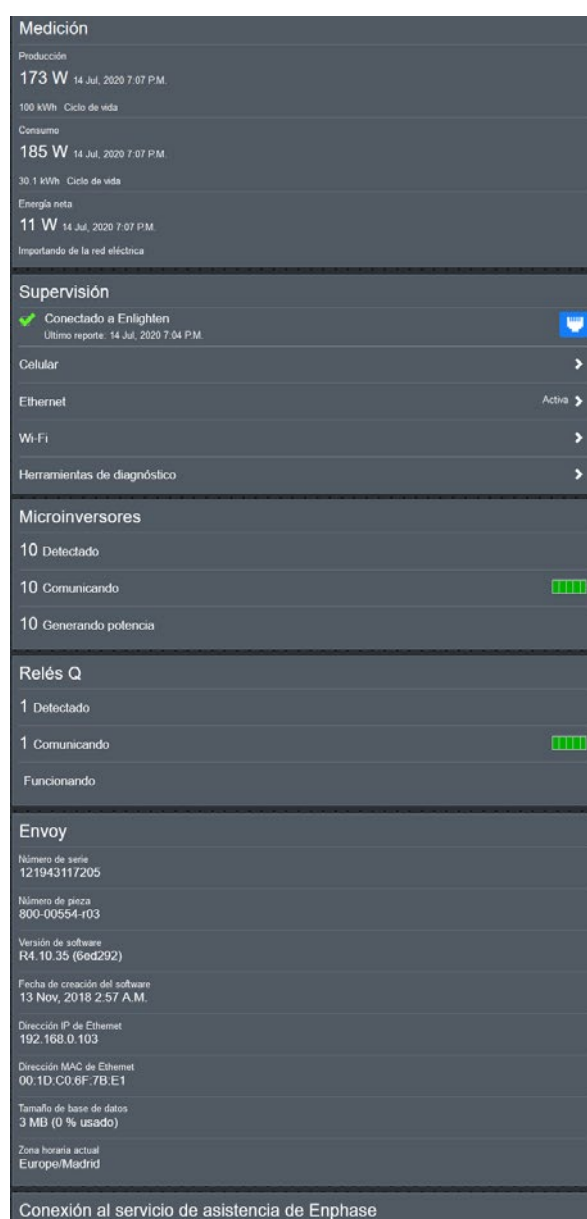 Medición
Producción
173 W 14 Jul, 2020 7:07 P.M.
100 kWh Ciclo de vida
Consumo
185 W 14 Jul, 2020 7:07 P.M.
30.1 kWh Ciclo de vida
Energía neta
11 W 14 Jul, 2020 7:07 P.M.
Importando de la red eléctrica
Supervisión
Conectado a Enlighten
Último reporte: 14 Jul, 2020 7:04 P.M.
Celular
Ethernet Activa
Wi-Fi
Herramientas de diagnóstico
Microinversores
10 Detectado
10 Comunicando
10 Generando potencia
Relés Q
1 Detectado
1 Comunicando
Funcionando
Envoy
Número de serie
121943117205
Número de pieza
800-00554-r03
Versión de software
R4.10.35 (6ed292)
Fecha de creación del software
13 Nov, 2018 2:57 A.M.
Dirección IP de Ethernet
192.168.0.103
Dirección MAC de Ethernet
00:1D:C0:6F:7B:E1
Tamaño de base de datos
3 MB (0 % usado)
Zona horaria actual
Europe/Madrid
Conexión al servicio de asistencia de Enphase